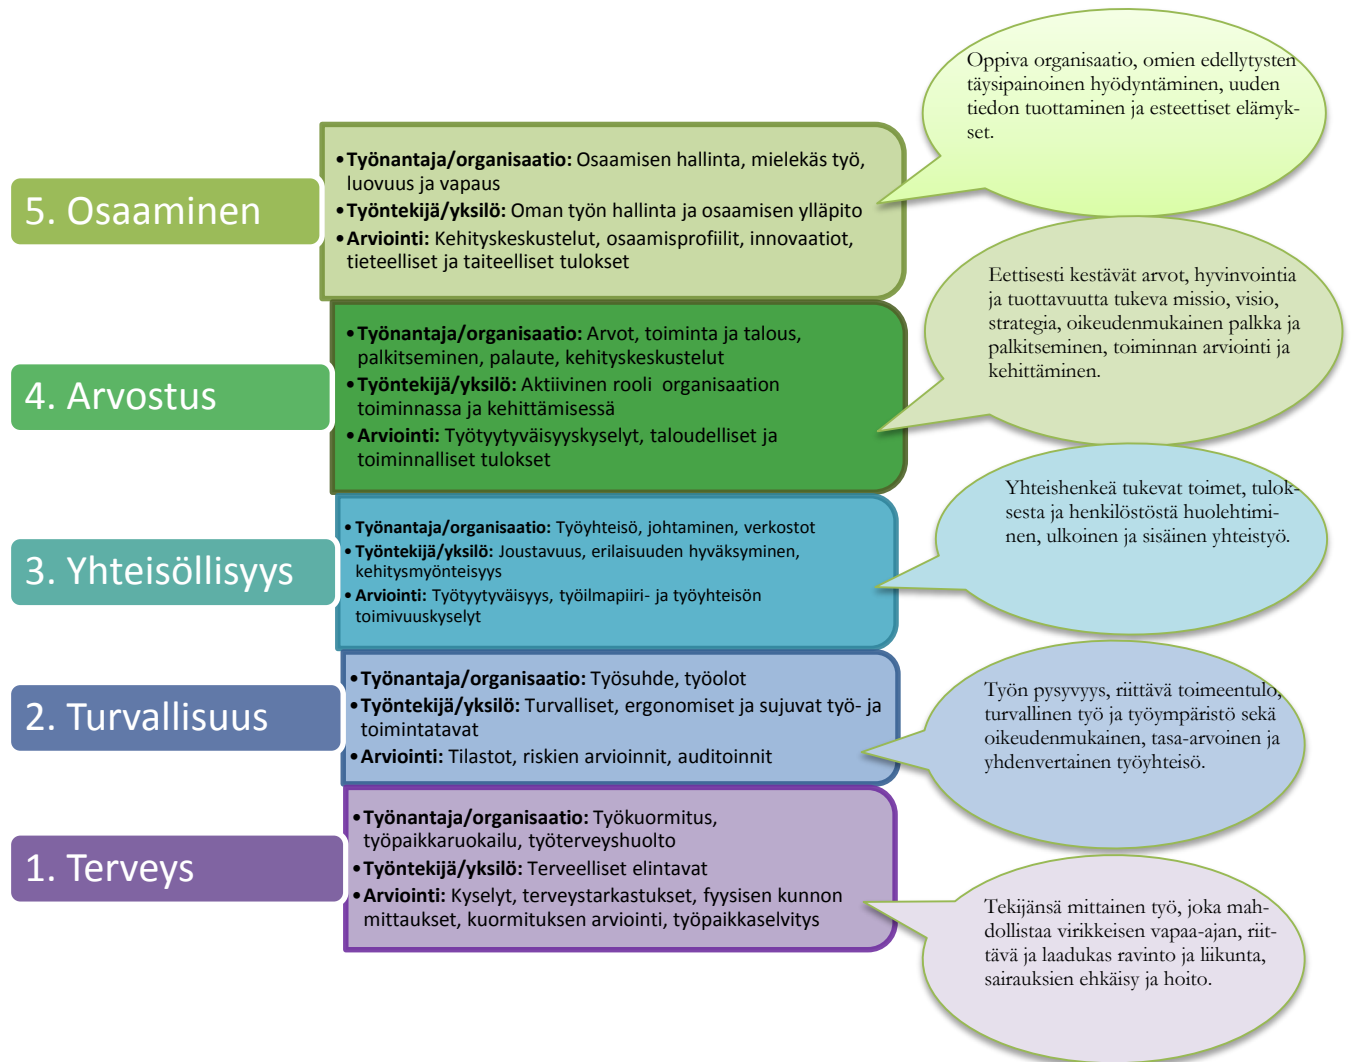 Oppiva organisaatio, omien edellytysten
täysipainoinen hyödyntäminen, uuden
tiedon tuottaminen ja esteettiset elämyk-
set.
5. Osaaminen
•Työnantaja/organisaatio: Osaamisen hallinta, mielekäs työ,
luovuus ja vapaus
•Työntekijä/yksilö: Oman työn hallinta ja osaamisen ylläpito
•Arviointi: Kehityskeskustelut, osaamisprofiilit, innovaatiot,
tieteelliset ja taiteelliset tulokset
Eettisesti kestävät arvot, hyvinvointia
ja tuottavuutta tukeva missio, visio,
strategia, oikeudenmukainen palkka ja
palkitseminen, toiminnan arviointi ja
kehittäminen.
4. Arvostus
•Työnantaja/organisaatio: Arvot, toiminta ja talous,
palkitseminen, palaute, kehityskeskustelut
•Työntekijä/yksilö: Aktiivinen rooli organisaation
toiminnassa ja kehittämisessä
•Arviointi: Työtyytyväisyyskyselyt, taloudelliset ja
toiminnalliset tulokset
Yhteishenkeä tukevat toimet, tulok-
sesta ja henkilöstöstä huolehtimi-
nen, ulkoinen ja sisäinen yhteistyö.
3. Yhteisöllisyys
•Työnantaja/organisaatio: Työyhteisö, johtaminen, verkostot
•Työntekijä/yksilö: Joustavuus, erilaisuuden hyväksyminen,
kehitysmyönteisyys
•Arviointi: Työtyytyväisyys, työilmapiiri- ja työyhteisön
toimivuuskyselyt
2. Turvallisuus
•Työnantaja/organisaatio: Työsuhde, työolot
•Työntekijä/yksilö: Turvalliset, ergonomiset ja sujuvat työ- ja
toimintatavat
•Arviointi: Tilastot, riskien arvioinnit, auditoinnit
Työn pysyvyys, riittävä toimeentulo,
turvallinen työ ja työympäristö sekä
oikeudenmukainen, tasa-arvoinen ja
yhdenvertainen työyhteisö.
1. Terveys
•Työnantaja/organisaatio: Työkuormitus,
työpaikkaruokailu, työterveyshuolto
•Työntekijä/yksilö: Terveelliset elintavat
•Arviointi: Kyselyt, terveystarkastukset, fyysisen kunnon
mittaukset, kuormituksen arviointi, työpaikkaselvitys
Tekijänsä mittainen työ, joka mah-
dollistaa virikkeisen vapaa-ajan, riit-
tävä ja laadukas ravinto ja liikunta,
sairauksien ehkäisy ja hoito.